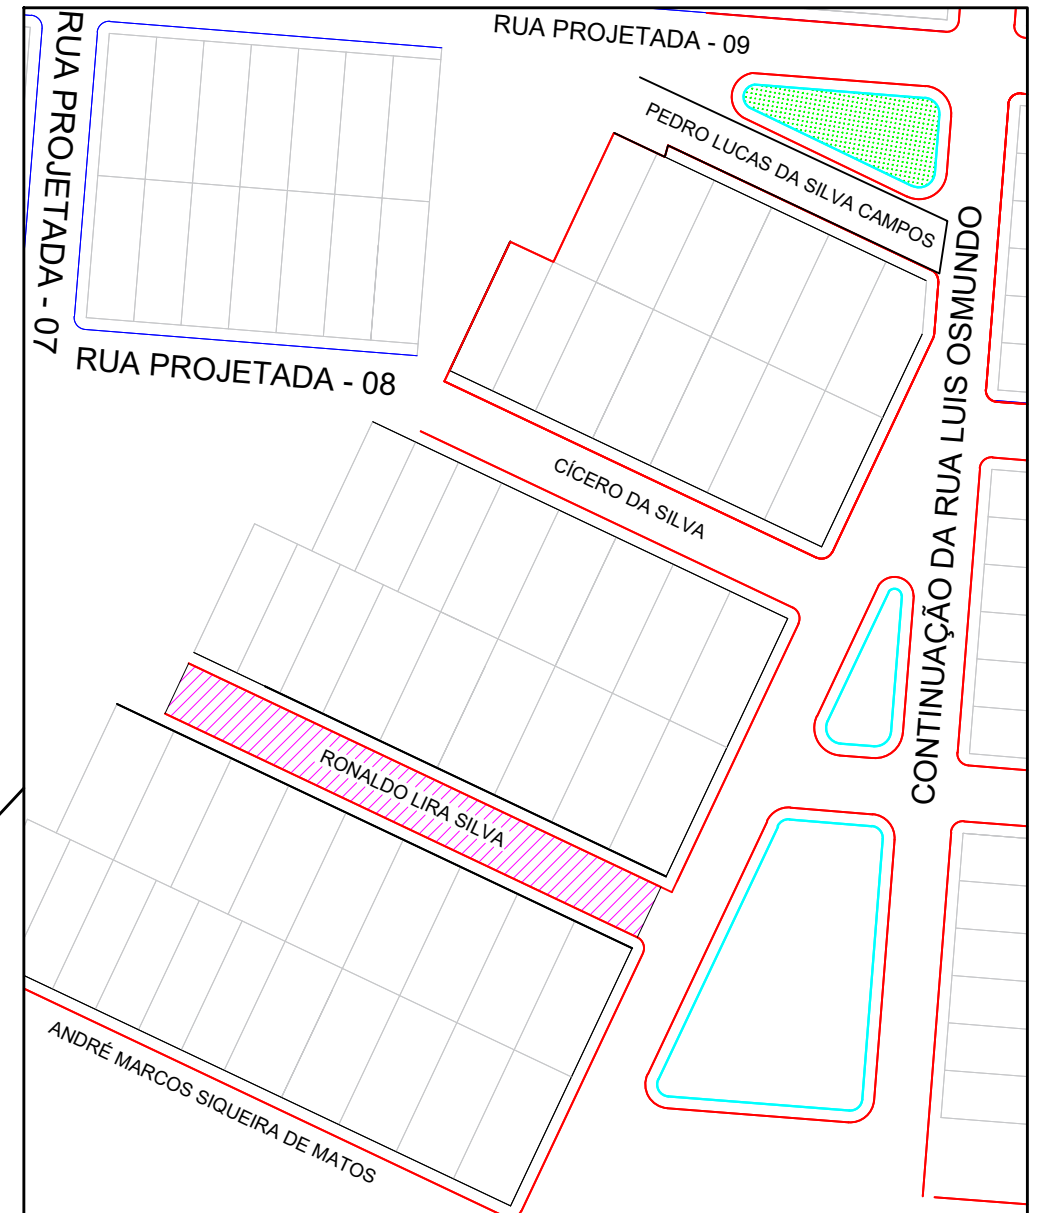 RUA PROJETADA - 09
RUA PROJETADA - 07
PEDRO LUCAS DA SILVA CAMPOS
RUA PROJETADA - 08
CONTINUAÇÃO DA RUA LUIS OSMUNDO
CÍCERO DA SILVA
RONALDO LIRA SILVA
ANDRÉ MARCOS SIQUEIRA DE MATOS